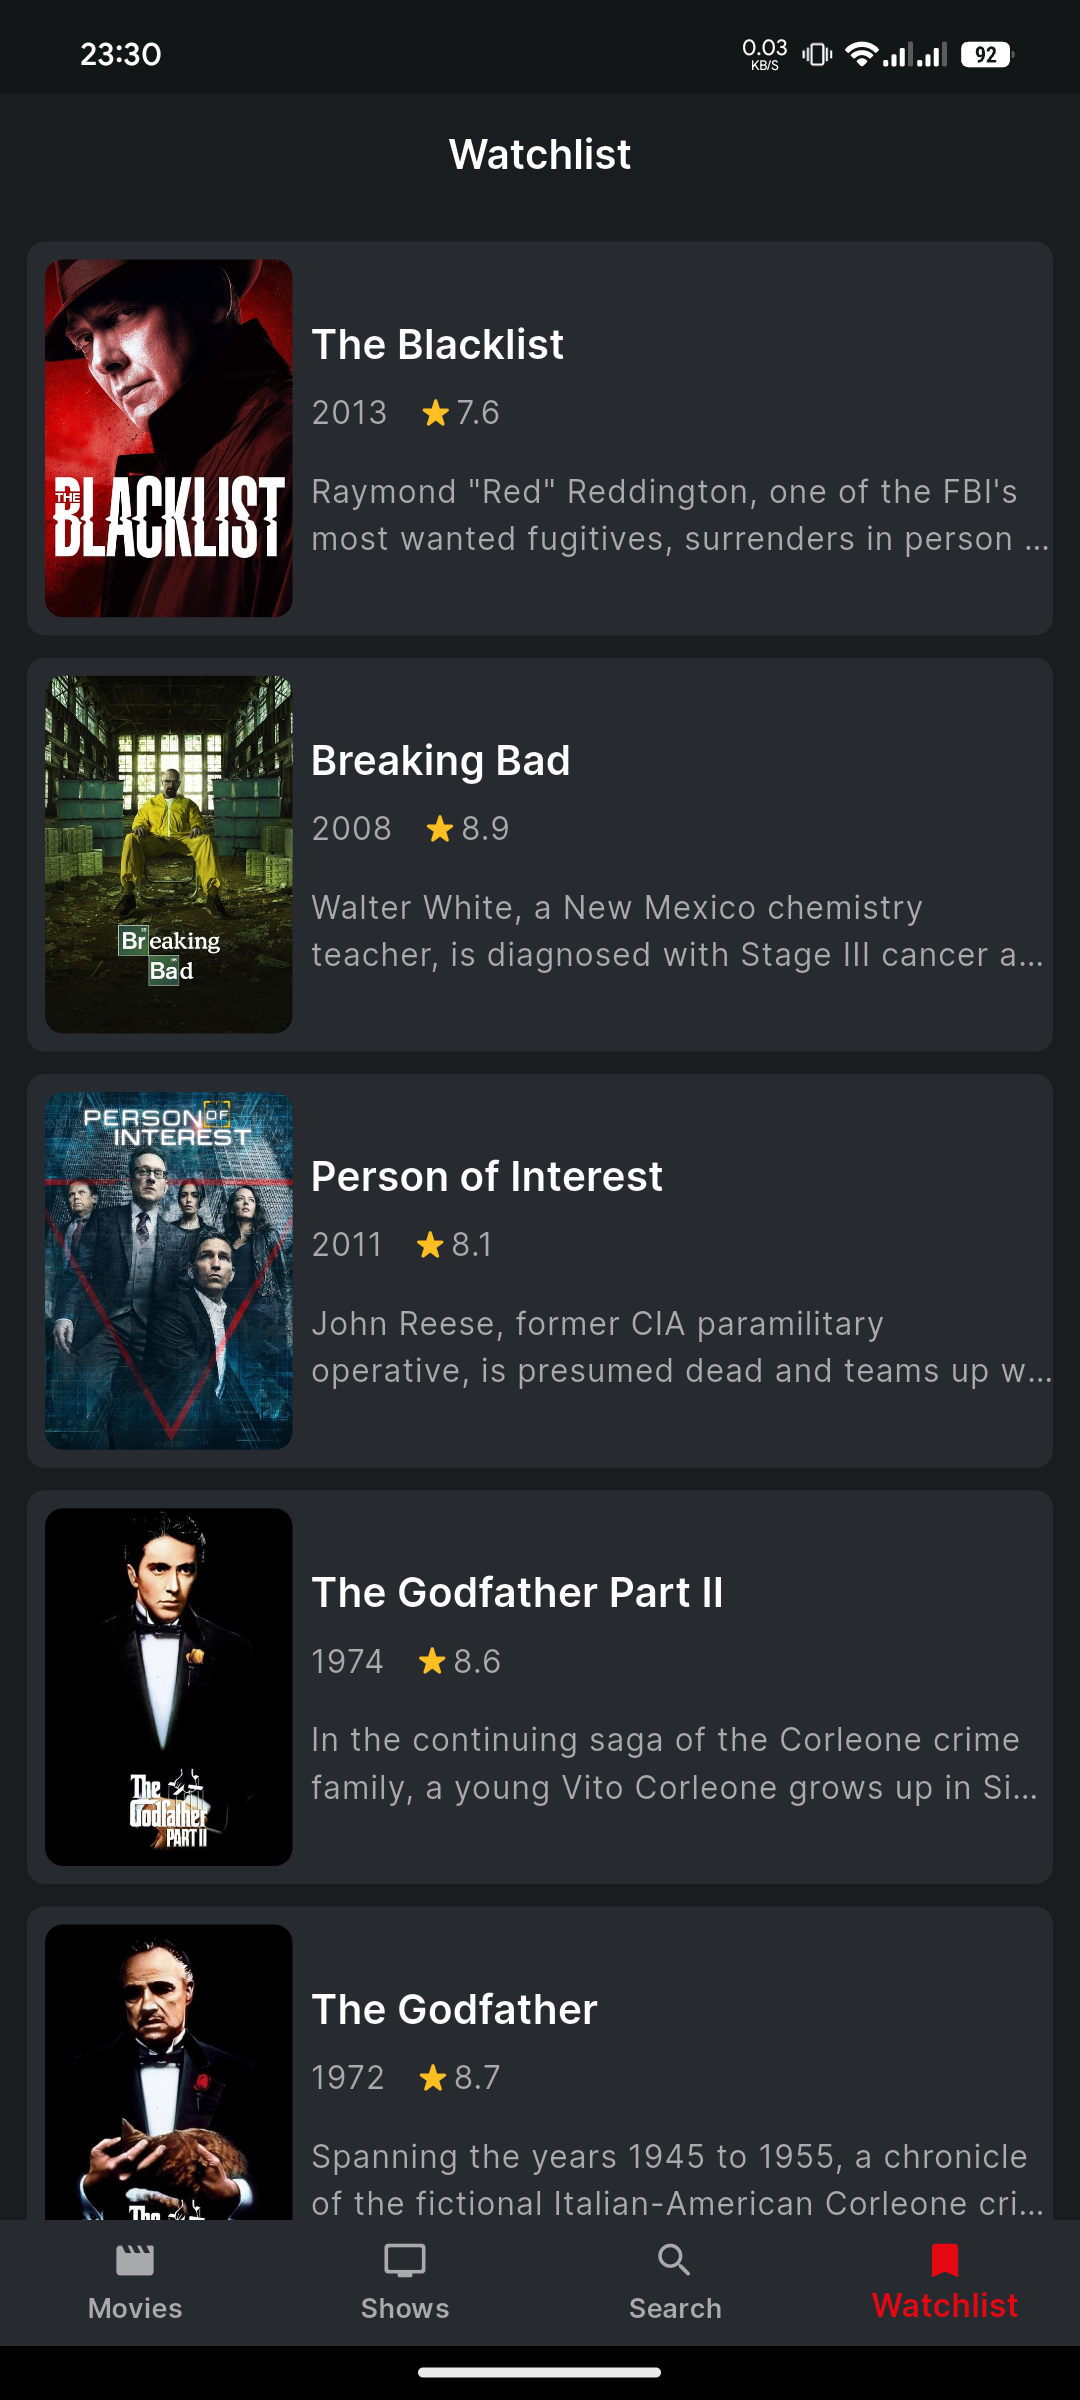 23:30
0.03
KB/S
92
Watchlist
THE
BLACKLIST
The Blacklist
2013 7.6
Raymond "Red" Reddington, one of the FBI's
most wanted fugitives, surrenders in person ...
Breaking
Bad
Breaking Bad
2008 8.9
Walter White, a New Mexico chemistry
teacher, is diagnosed with Stage III cancer a...
PERSON OF
INTEREST
Person of Interest
2011 8.1
John Reese, former CIA paramilitary
operative, is presumed dead and teams up w...
The
Godfather
PART II
The Godfather Part II
1974 8.6
In the continuing saga of the Corleone crime
family, a young Vito Corleone grows up in Si...
The
The Godfather
1972 8.7
Spanning the years 1945 to 1955, a chronicle
of the fictional Italian-American Corleone cri...
Movies
Shows
Search
Watchlist